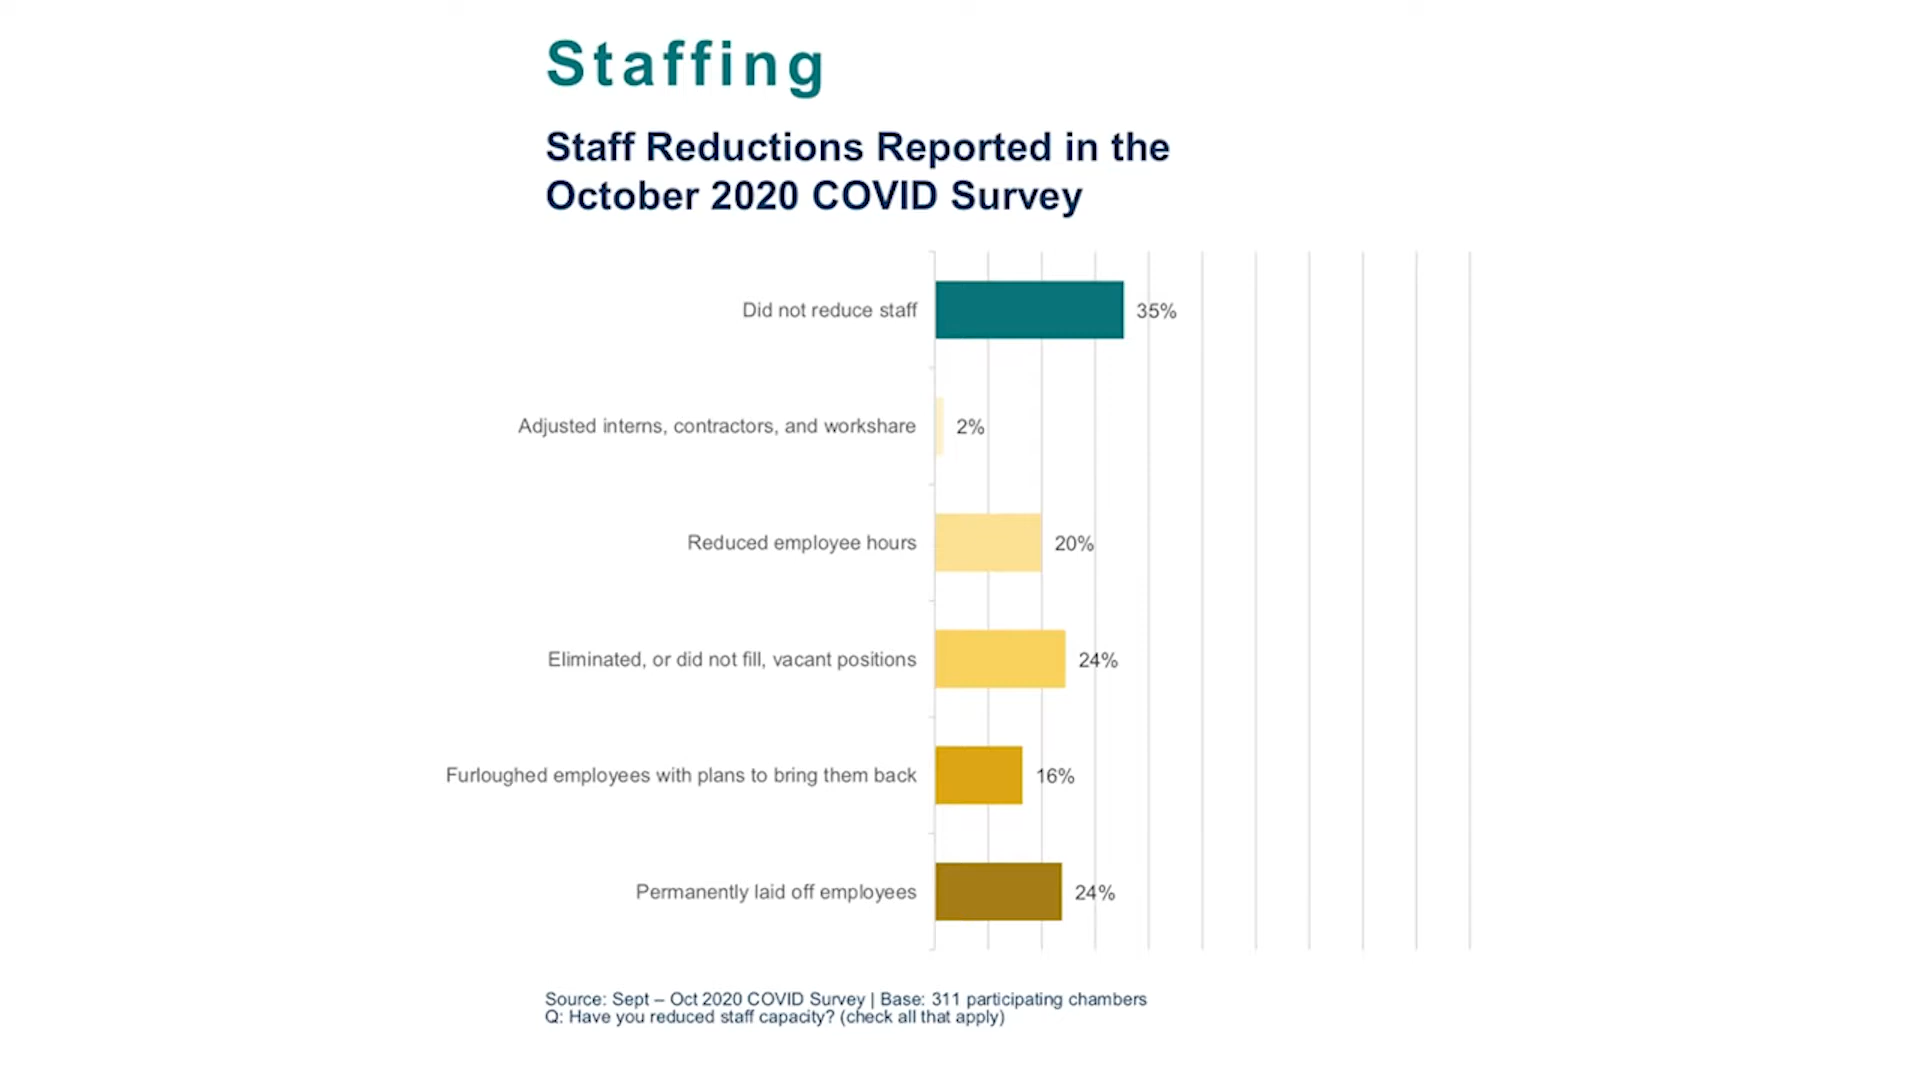 Staffing
Staff Reductions Reported in the
October 2020 COVID Survey
Did not reduce staff 35%
Adjusted interns, contractors, and workshare 2%
Reduced employee hours 20%
Eliminated, or did not fill, vacant positions 24%
Furloughed employees with plans to bring them back 16%
Permanently laid off employees 24%
Source: Sept – Oct 2020 COVID Survey | Base: 311 participating chambers
Q: Have you reduced staff capacity? (check all that apply)